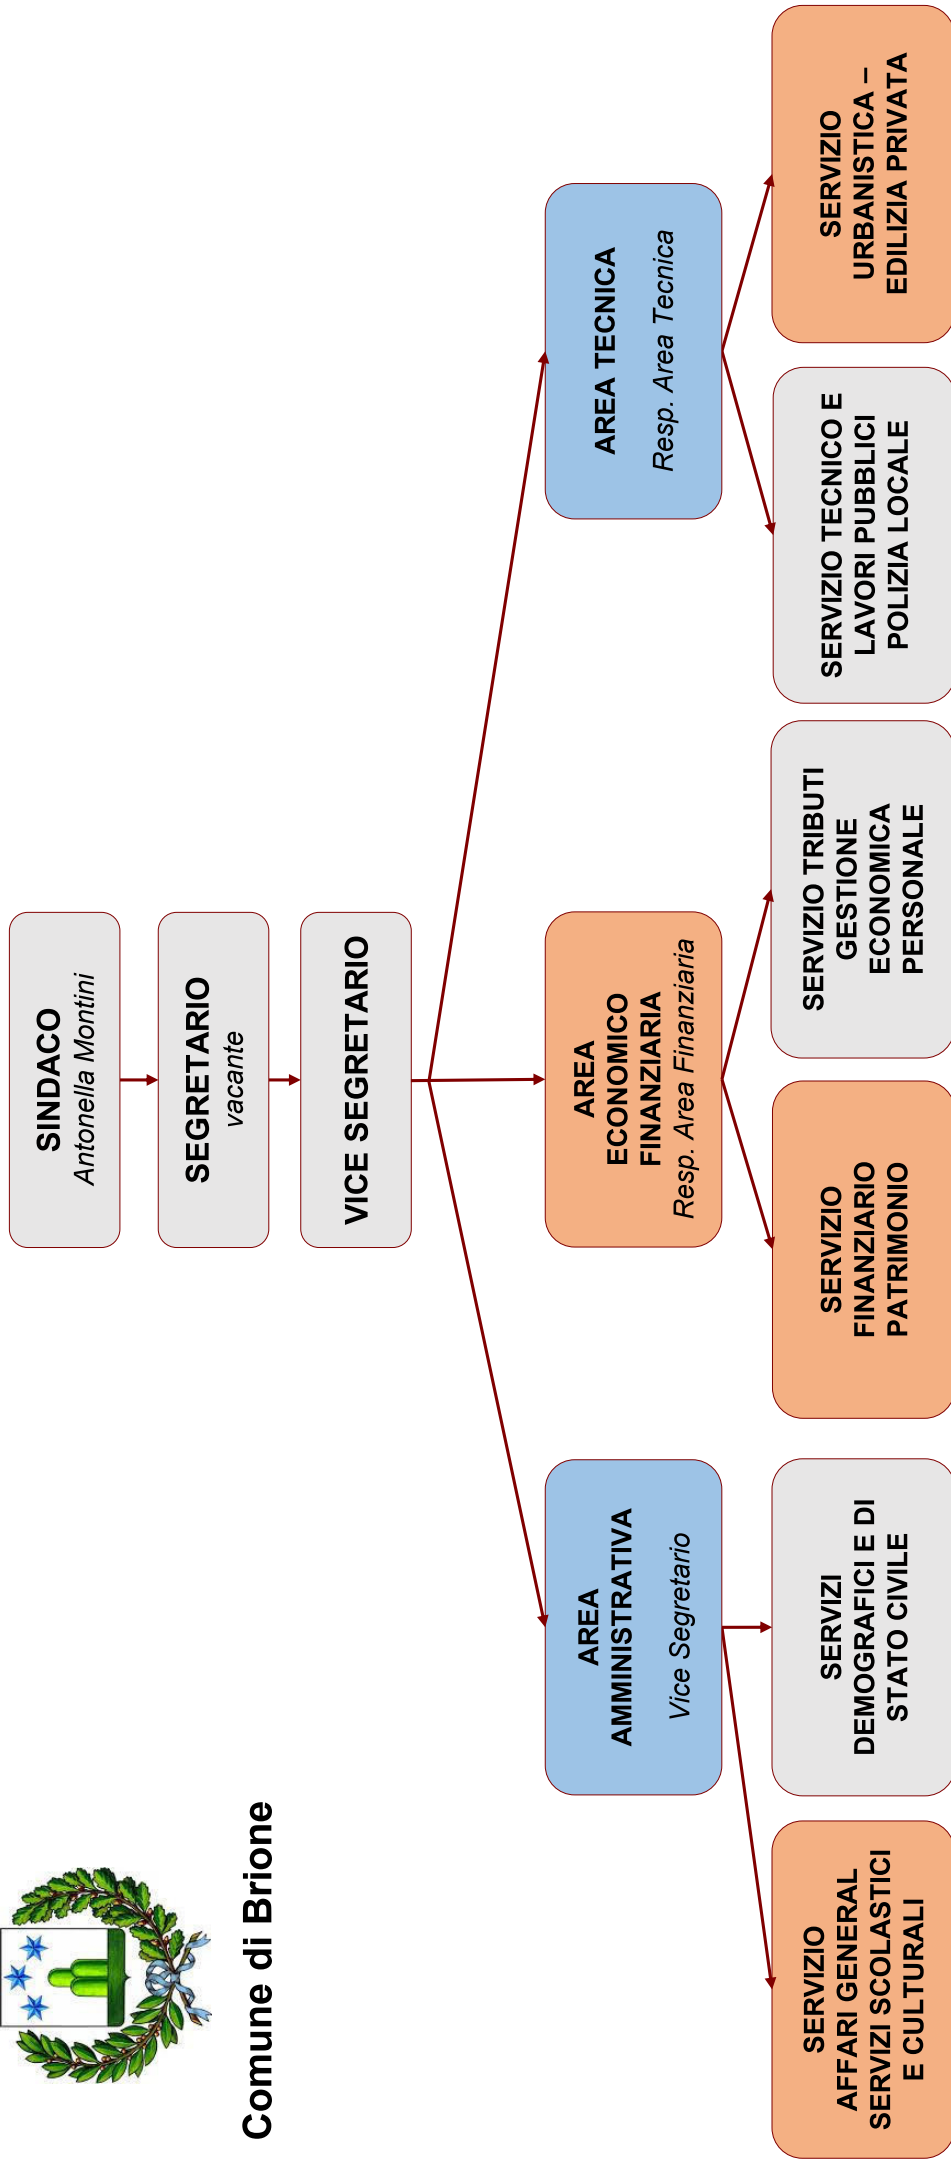 Comune di Brione
SINDACO
Antonella Montini
SEGRETARIO
vacante
VICE SEGRETARIO
AREA
AMMINISTRATIVA
Vice Segretario
AREA
ECONOMICO
FINANZIARIA
Resp. Area Finanziaria
AREA TECNICA
Resp. Area Tecnica
SERVIZIO
AFFARI GENERAL
SERVIZI SCOLASTICI
E CULTURALI
SERVIZI
DEMOGRAFICI E DI
STATO CIVILE
SERVIZIO
FINANZIARIO
PATRIMONIO
SERVIZIO TRIBUTI
GESTIONE
ECONOMICA
PERSONALE
SERVIZIO TECNICO E
LAVORI PUBBLICI
POLIZIA LOCALE
SERVIZIO
URBANISTICA –
EDILIZIA PRIVATA